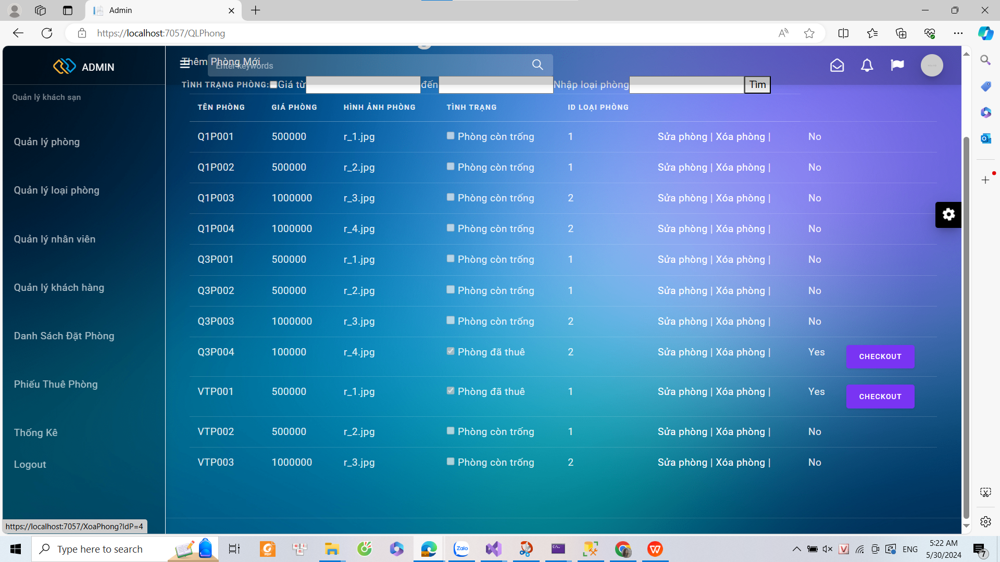 Admin
https://localhost:7057/QLPhong
ADMIN
Quản lý khách sạn
Quản lý phòng
Quản lý loại phòng
Quản lý nhân viên
Quản lý khách hàng
Danh Sách Đặt Phòng
Phiếu Thuê Phòng
Thống Kê
Logout
Thêm Phòng Mới
Enter keywords
TÌNH TRẠNG PHÒNG: Giá từ đến Nhập loại phòng Tìm
TÊN PHÒNG GIÁ PHÒNG HÌNH ẢNH PHÒNG TÌNH TRẠNG ID LOẠI PHÒNG
Q1P001 500000 r_1.jpg Phòng còn trống 1 Sửa phòng | Xóa phòng | No
Q1P002 500000 r_2.jpg Phòng còn trống 1 Sửa phòng | Xóa phòng | No
Q1P003 1000000 r_3.jpg Phòng còn trống 2 Sửa phòng | Xóa phòng | No
Q1P004 1000000 r_4.jpg Phòng còn trống 2 Sửa phòng | Xóa phòng | No
Q3P001 500000 r_1.jpg Phòng còn trống 1 Sửa phòng | Xóa phòng | No
Q3P002 500000 r_2.jpg Phòng còn trống 1 Sửa phòng | Xóa phòng | No
Q3P003 1000000 r_3.jpg Phòng còn trống 2 Sửa phòng | Xóa phòng | No
Q3P004 100000 r_4.jpg Phòng đã thuê 2 Sửa phòng | Xóa phòng | Yes CHECKOUT
VTP001 500000 r_1.jpg Phòng đã thuê 1 Sửa phòng | Xóa phòng | Yes CHECKOUT
VTP002 500000 r_2.jpg Phòng còn trống 1 Sửa phòng | Xóa phòng | No
VTP003 1000000 r_3.jpg Phòng còn trống 2 Sửa phòng | Xóa phòng | No
https://localhost:7057/XoaPhong?IdP=4
Type here to search
PDF
Zalo
ENG
5:22 AM
5/30/2024
7